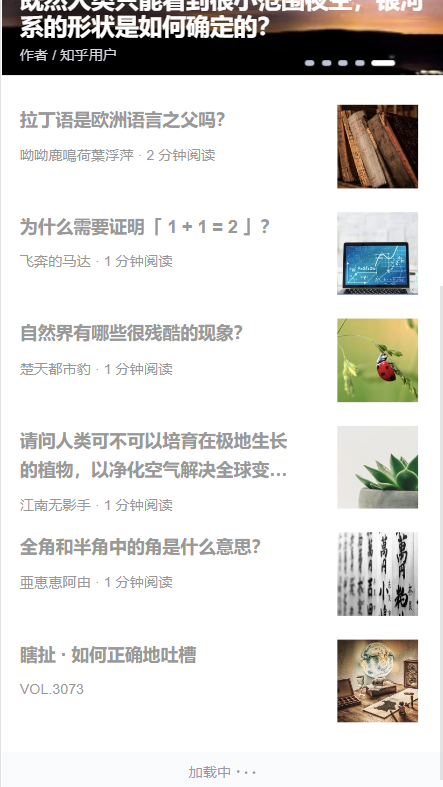 既然人类只能看到很小范围夜空，银河
系的形状是如何确定的？
作者 / 知乎用户
拉丁语是欧洲语言之父吗？
呦呦鹿鳴荷葉浮萍 · 2 分钟阅读
为什么需要证明「 1 + 1 = 2 」？
飞奔的马达 · 1 分钟阅读
自然界有哪些很残酷的现象？
楚天都市豹 · 1 分钟阅读
请问人类可不可以培育在极地生长
的植物，以净化空气解决全球变...
江南无影手 · 1 分钟阅读
全角和半角中的角是什么意思？
亜恵恵阿由 · 1 分钟阅读
瞎扯 · 如何正确地吐槽
VOL.3073
加载中 · · ·